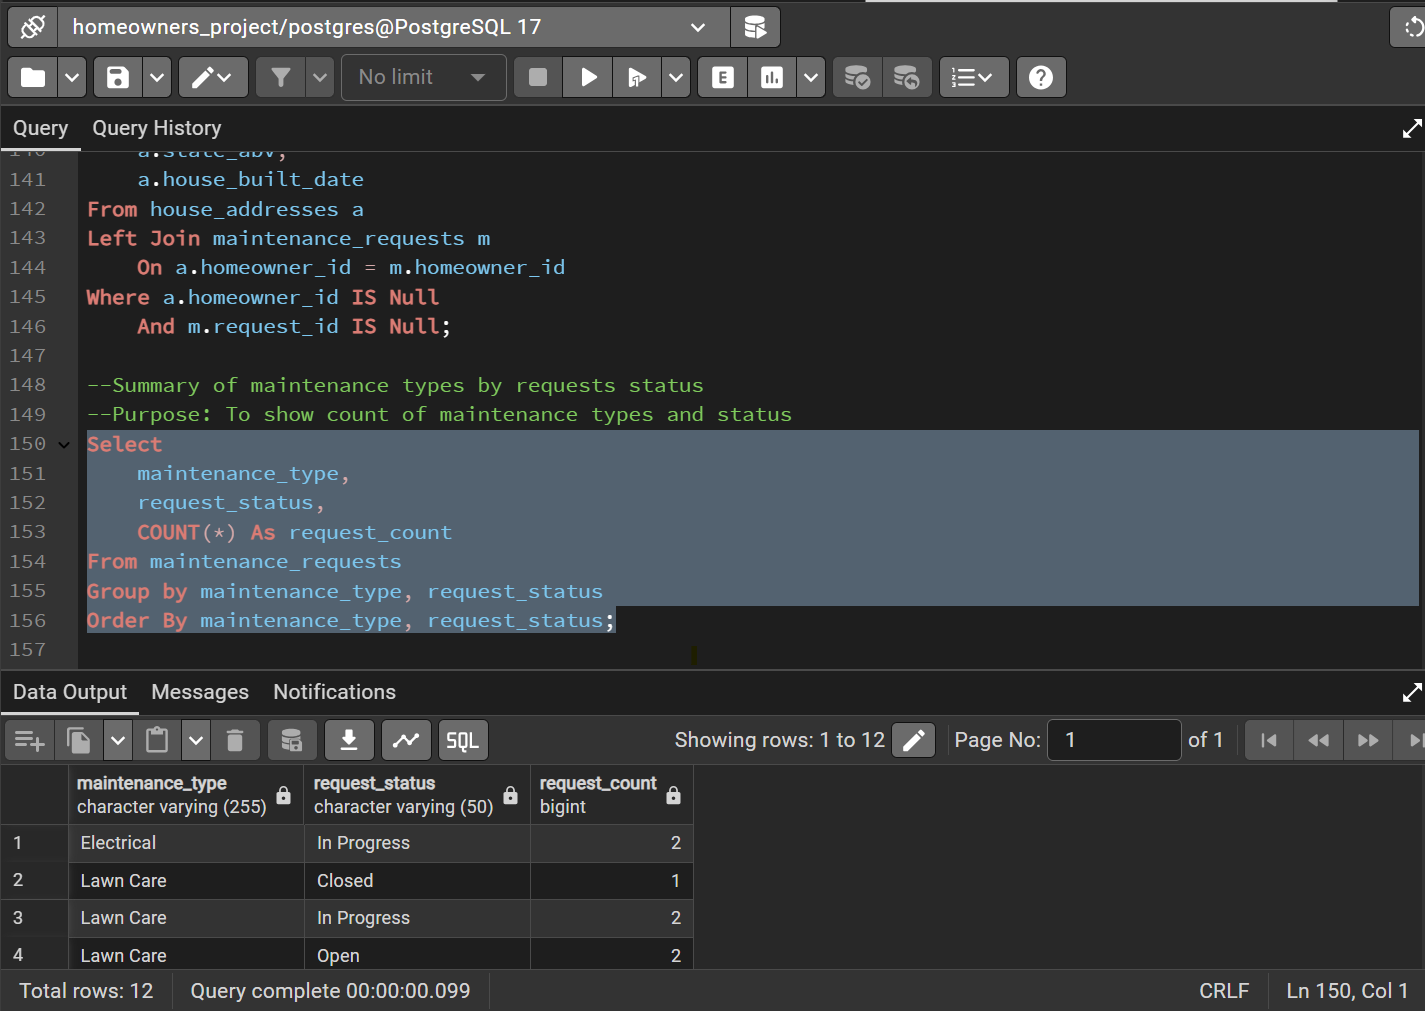 homeowners_project/postgres@PostgreSQL 17
No limit
E
Query Query History
a.state_abv,
141 a.house_built_date
142 From house_addresses a
143 Left Join maintenance_requests m
144 On a.homeowner_id = m.homeowner_id
145 Where a.homeowner_id IS Null
146 And m.request_id IS Null;
147
148 --Summary of maintenance types by requests status
149 --Purpose: To show count of maintenance types and status
150 Select
151 maintenance_type,
152 request_status,
153 COUNT(*) As request_count
154 From maintenance_requests
155 Group by maintenance_type, request_status
156 Order By maintenance_type, request_status;
157
Data Output Messages Notifications
SQL Showing rows: 1 to 12 Page No: 1 of 1
maintenance_type request_status request_count
character varying (255) character varying (50) bigint
1 Electrical In Progress 2
2 Lawn Care Closed 1
3 Lawn Care In Progress 2
4 Lawn Care Open 2
Total rows: 12 Query complete 00:00:00.099 CRLF Ln 150, Col 1